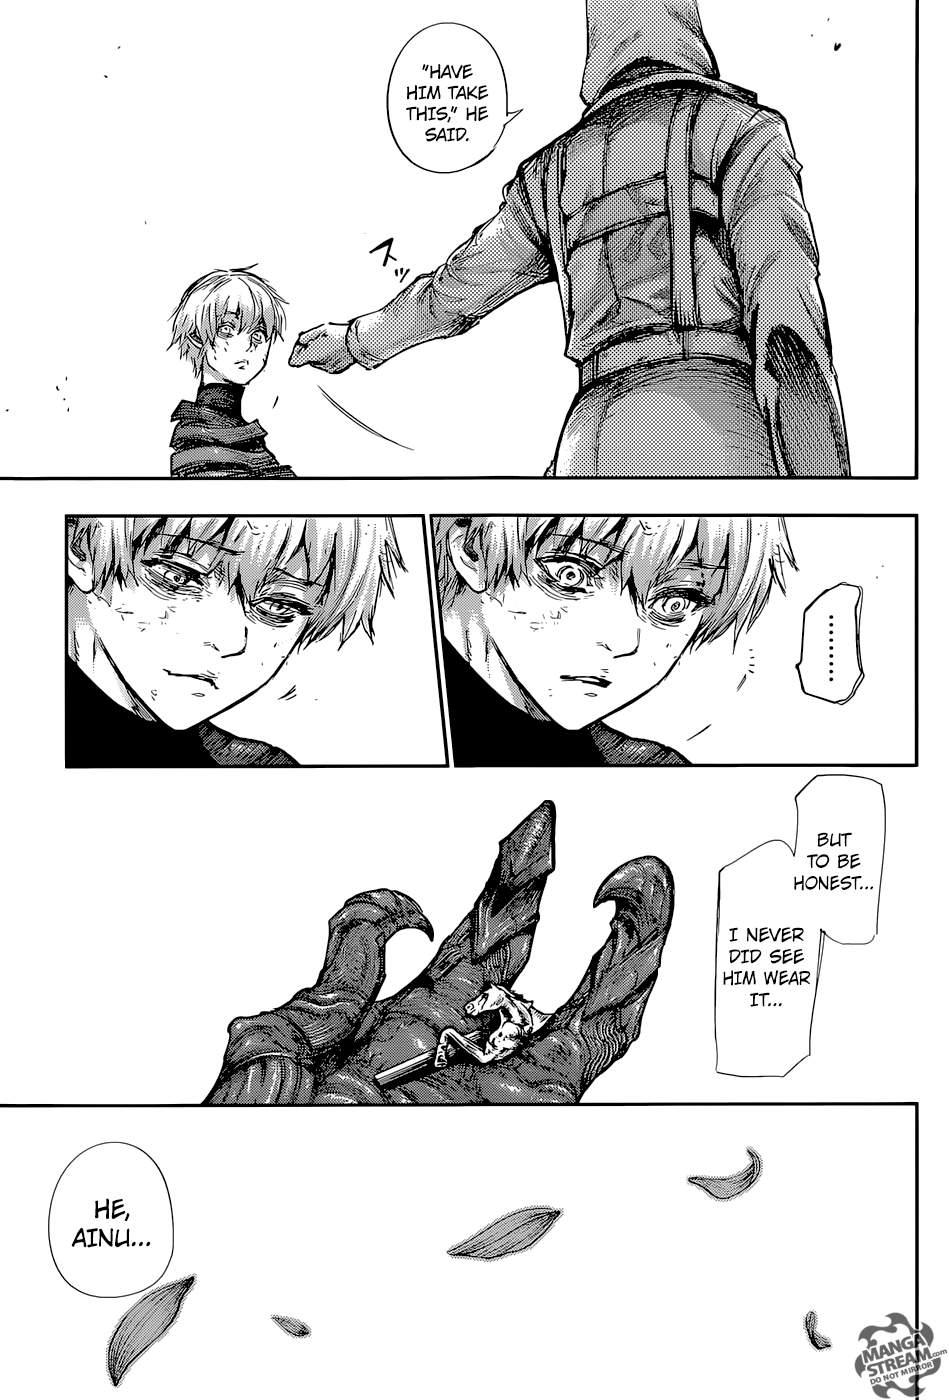 "HAVE
HIM TAKE
THIS," HE
SAID.
スッ
........
BUT
TO BE
HONEST...
I NEVER
DID SEE
HIM WEAR
IT...
HE,
AINU...
MANGA
STREAM.com
DO NOT MIRROR